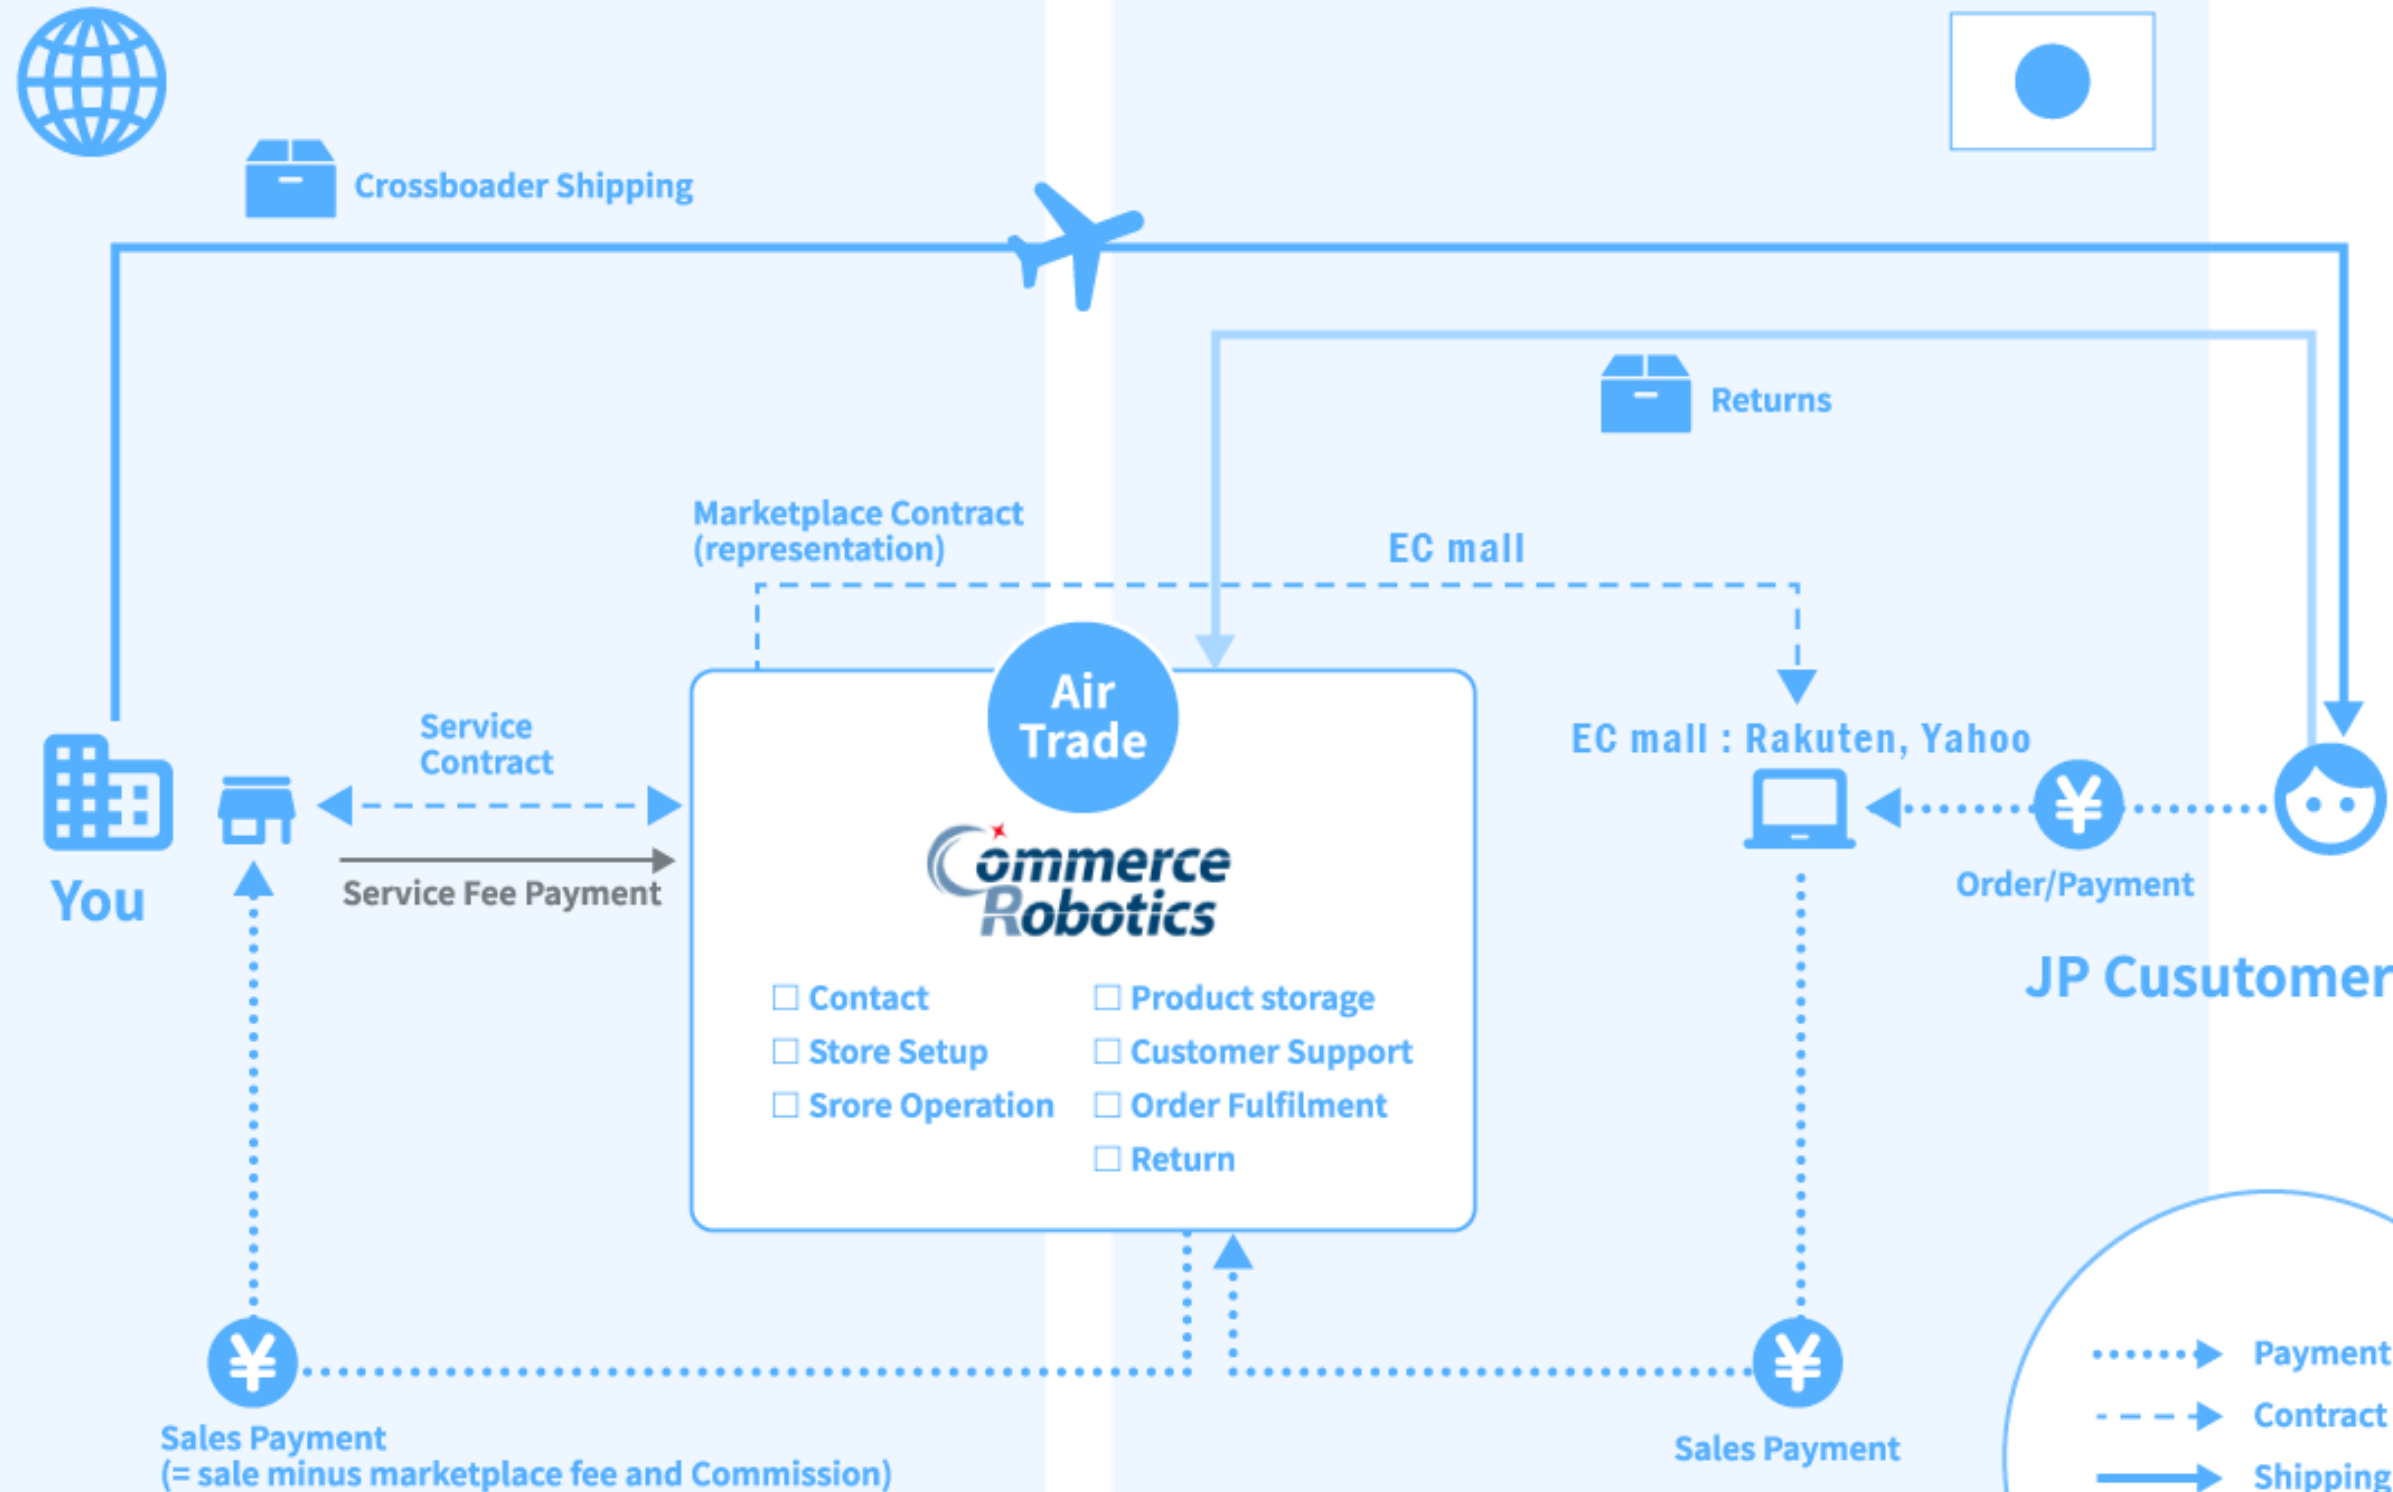 Crossboader Shipping
Returns
Marketplace Contract
(representation)
EC mall
Air
Trade
Service
Contract
EC mall : Rakuten, Yahoo
Commerce
Robotics
Service Fee Payment
You
Order/Payment
JP Cusutomer
□ Contact
□ Store Setup
□ Srore Operation
□ Product storage
□ Customer Support
□ Order Fulfilment
□ Return
¥
¥
¥
Sales Payment
(= sale minus marketplace fee and Commission)
Sales Payment
Payment
Contract
Shipping